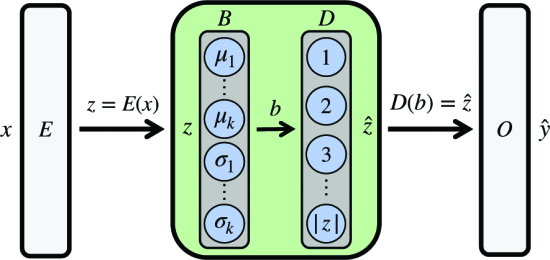 x
E
z = E(x)
B
z
μ1
μk
σ1
σk
b
D
1
2
3
|z|
ẑ
D(b) = ẑ
O
ŷ